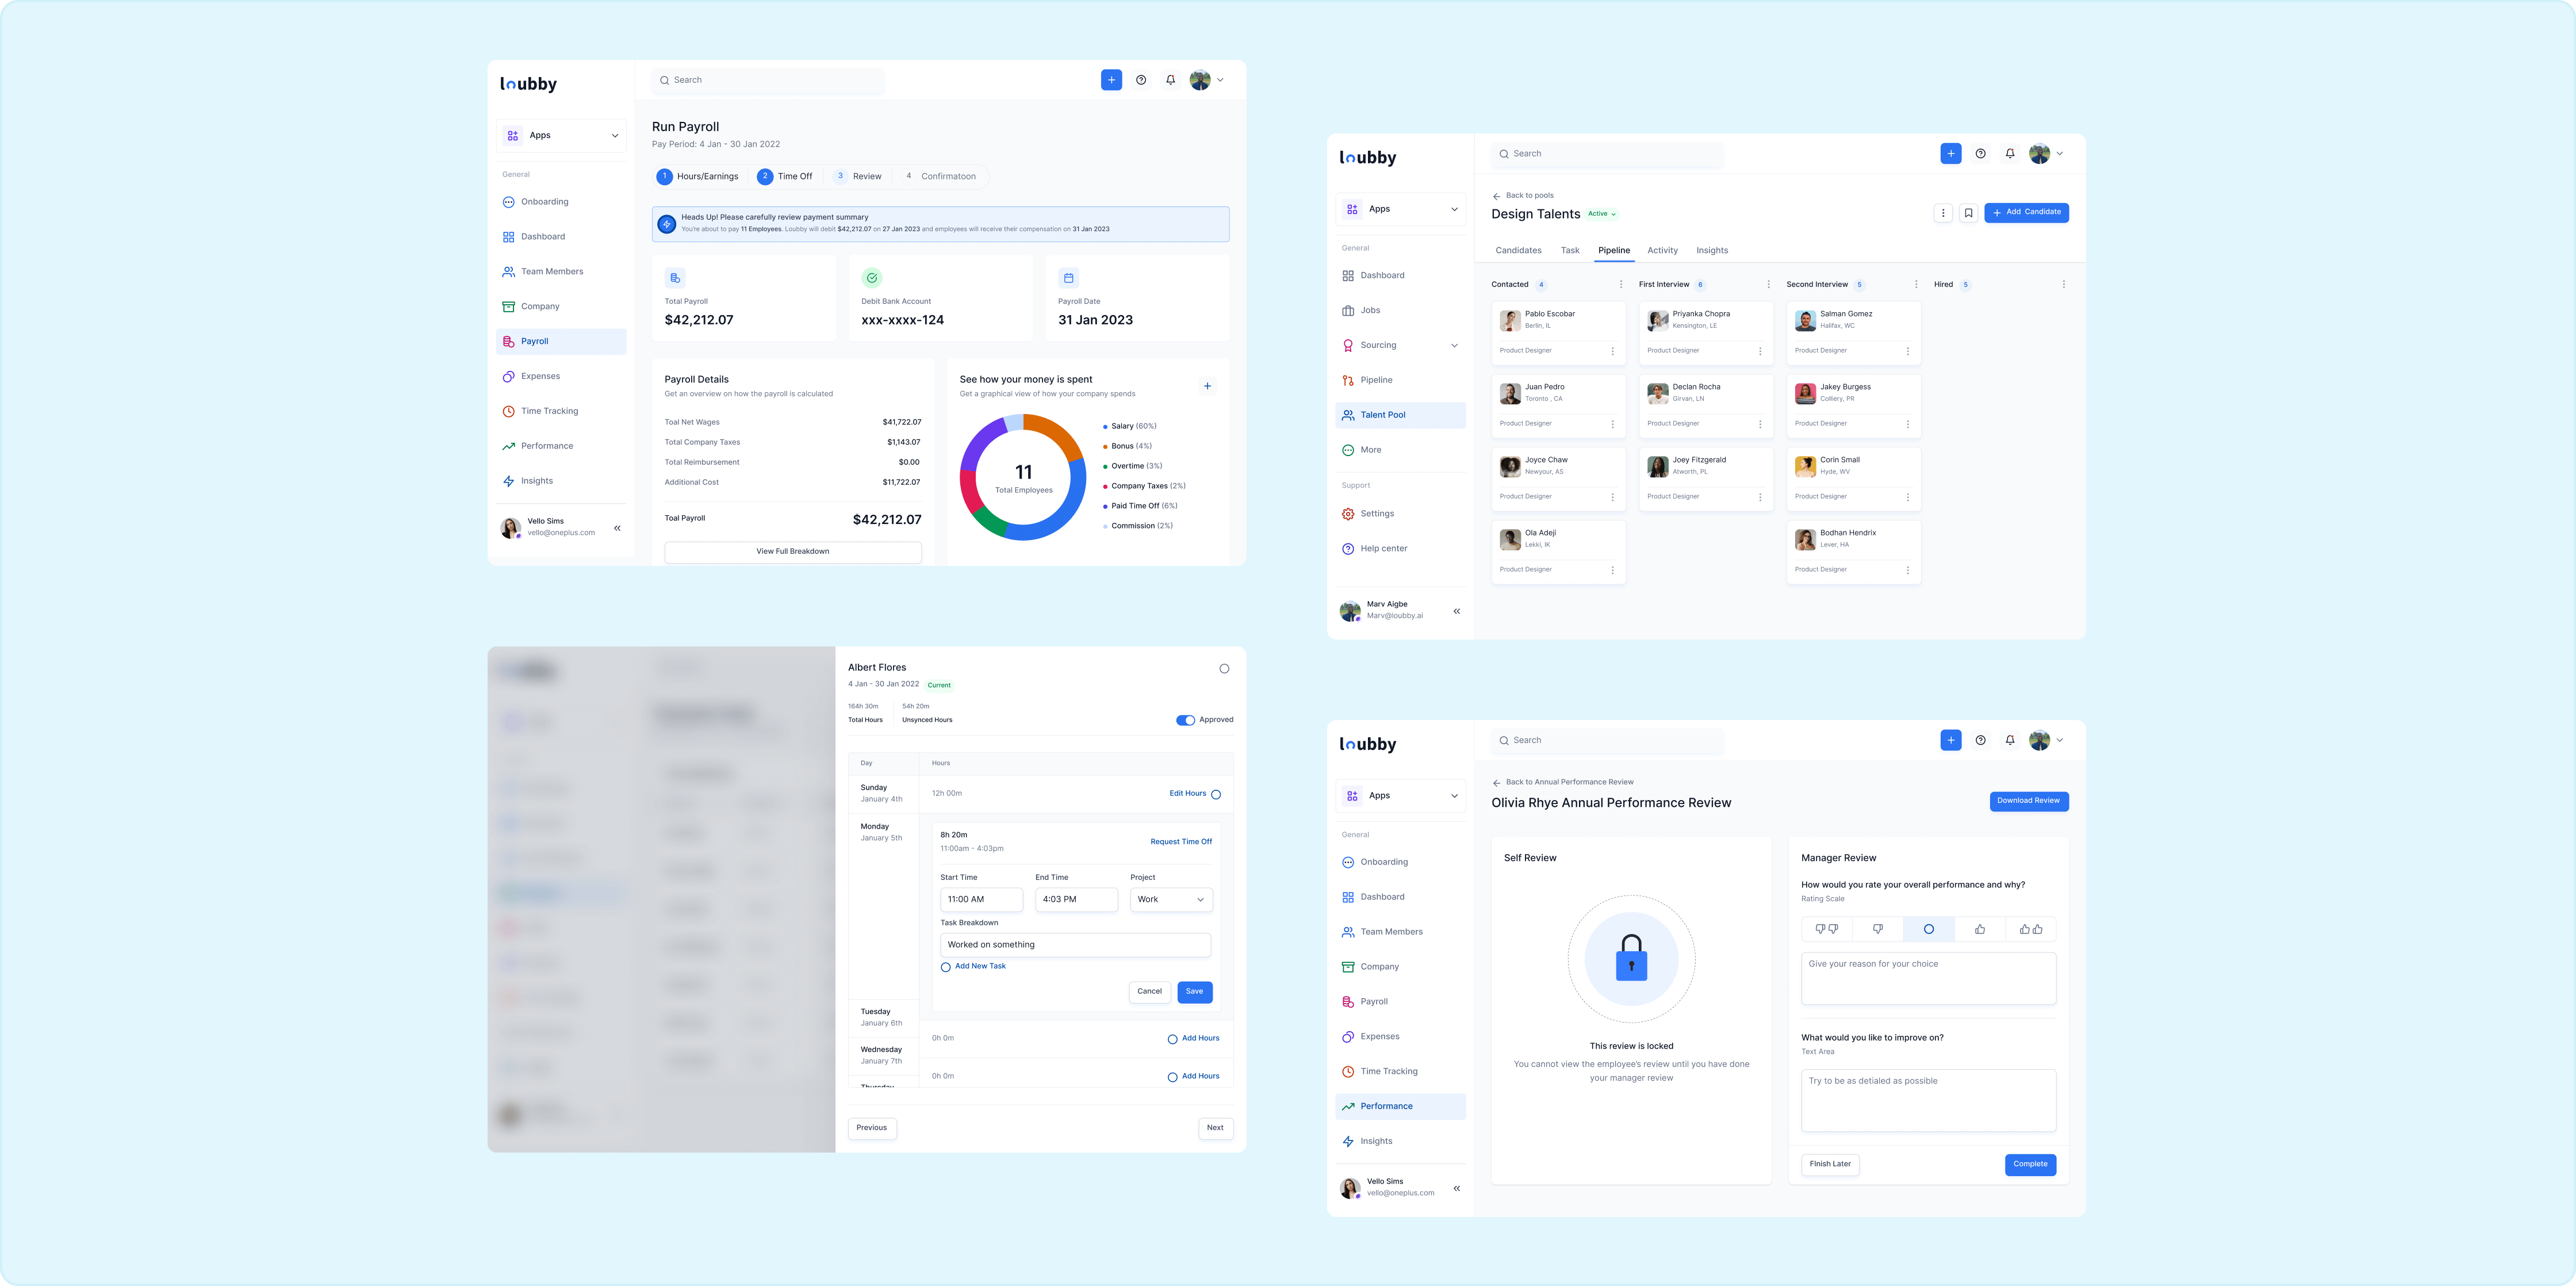 loubby
Search
Apps
General
Onboarding
Dashboard
Team Members
Company
Payroll
Expenses
Time Tracking
Performance
Insights
Vello Sims
vello@oneplus.com
Run Payroll
Pay Period: 4 Jan - 30 Jan 2022
1 Hours/Earnings 2 Time Off 3 Review 4 Confirmatoon
Heads Up! Please carefully review payment summary
You're about to pay 11 Employees. Loubby will debit $42,212.07 on 27 Jan 2023 and employees will receive their compensation on 31 Jan 2023
Total Payroll
$42,212.07
Debit Bank Account
xxx-xxxx-124
Payroll Date
31 Jan 2023
Payroll Details
Get an overview on how the payroll is calculated
Toal Net Wages $41,722.07
Total Company Taxes $1,143.07
Total Reimbursement $0.00
Additional Cost $11,722.07
Toal Payroll $42,212.07
View Full Breakdown
See how your money is spent
Get a graphical view of how your company spends
11
Total Employees
Salary (60%)
Bonus (4%)
Overtime (3%)
Company Taxes (2%)
Paid Time Off (6%)
Commission (2%)
loubby
Search
Apps
General
Dashboard
Jobs
Sourcing
Pipeline
Talent Pool
More
Support
Settings
Help center
Marv Aigbe
Marv@loubby.ai
Back to pools
Design Talents Active
Add Candidate
Candidates Task Pipeline Activity Insights
Contacted 4
Pablo Escobar
Berlin, IL
Product Designer
Juan Pedro
Toronto , CA
Product Designer
Joyce Chaw
Newyour, AS
Product Designer
Ola Adeji
Lekki, IK
Product Designer
First Interview 6
Priyanka Chopra
Kensington, LE
Product Designer
Declan Rocha
Girvan, LN
Product Designer
Joey Fitzgerald
Atworth, PL
Product Designer
Second Interview 5
Salman Gomez
Halifax, WC
Product Designer
Jakey Burgess
Colliery, PR
Product Designer
Corin Small
Hyde, WV
Product Designer
Bodhan Hendrix
Lever, HA
Product Designer
Hired 5
Albert Flores
4 Jan - 30 Jan 2022 Current
164h 30m
Total Hours
54h 20m
Unsynced Hours
Approved
Day Hours
Sunday
January 4th
12h 00m Edit Hours
Monday
January 5th
8h 20m
11:00am - 4:03pm
Request Time Off
Start Time End Time Project
11:00 AM 4:03 PM Work
Task Breakdown
Worked on something
Add New Task
Cancel Save
Tuesday
January 6th
0h 0m Add Hours
Wednesday
January 7th
0h 0m Add Hours
Thursday
Previous Next
loubby
Search
Apps
General
Onboarding
Dashboard
Team Members
Company
Payroll
Expenses
Time Tracking
Performance
Insights
Vello Sims
vello@oneplus.com
Back to Annual Performance Review
Olivia Rhye Annual Performance Review
Download Review
Self Review
This review is locked
You cannot view the employee's review until you have done
your manager review
Manager Review
How would you rate your overall performance and why?
Rating Scale
Give your reason for your choice
What would you like to improve on?
Text Area
Try to be as detialed as possible
FInish Later Complete